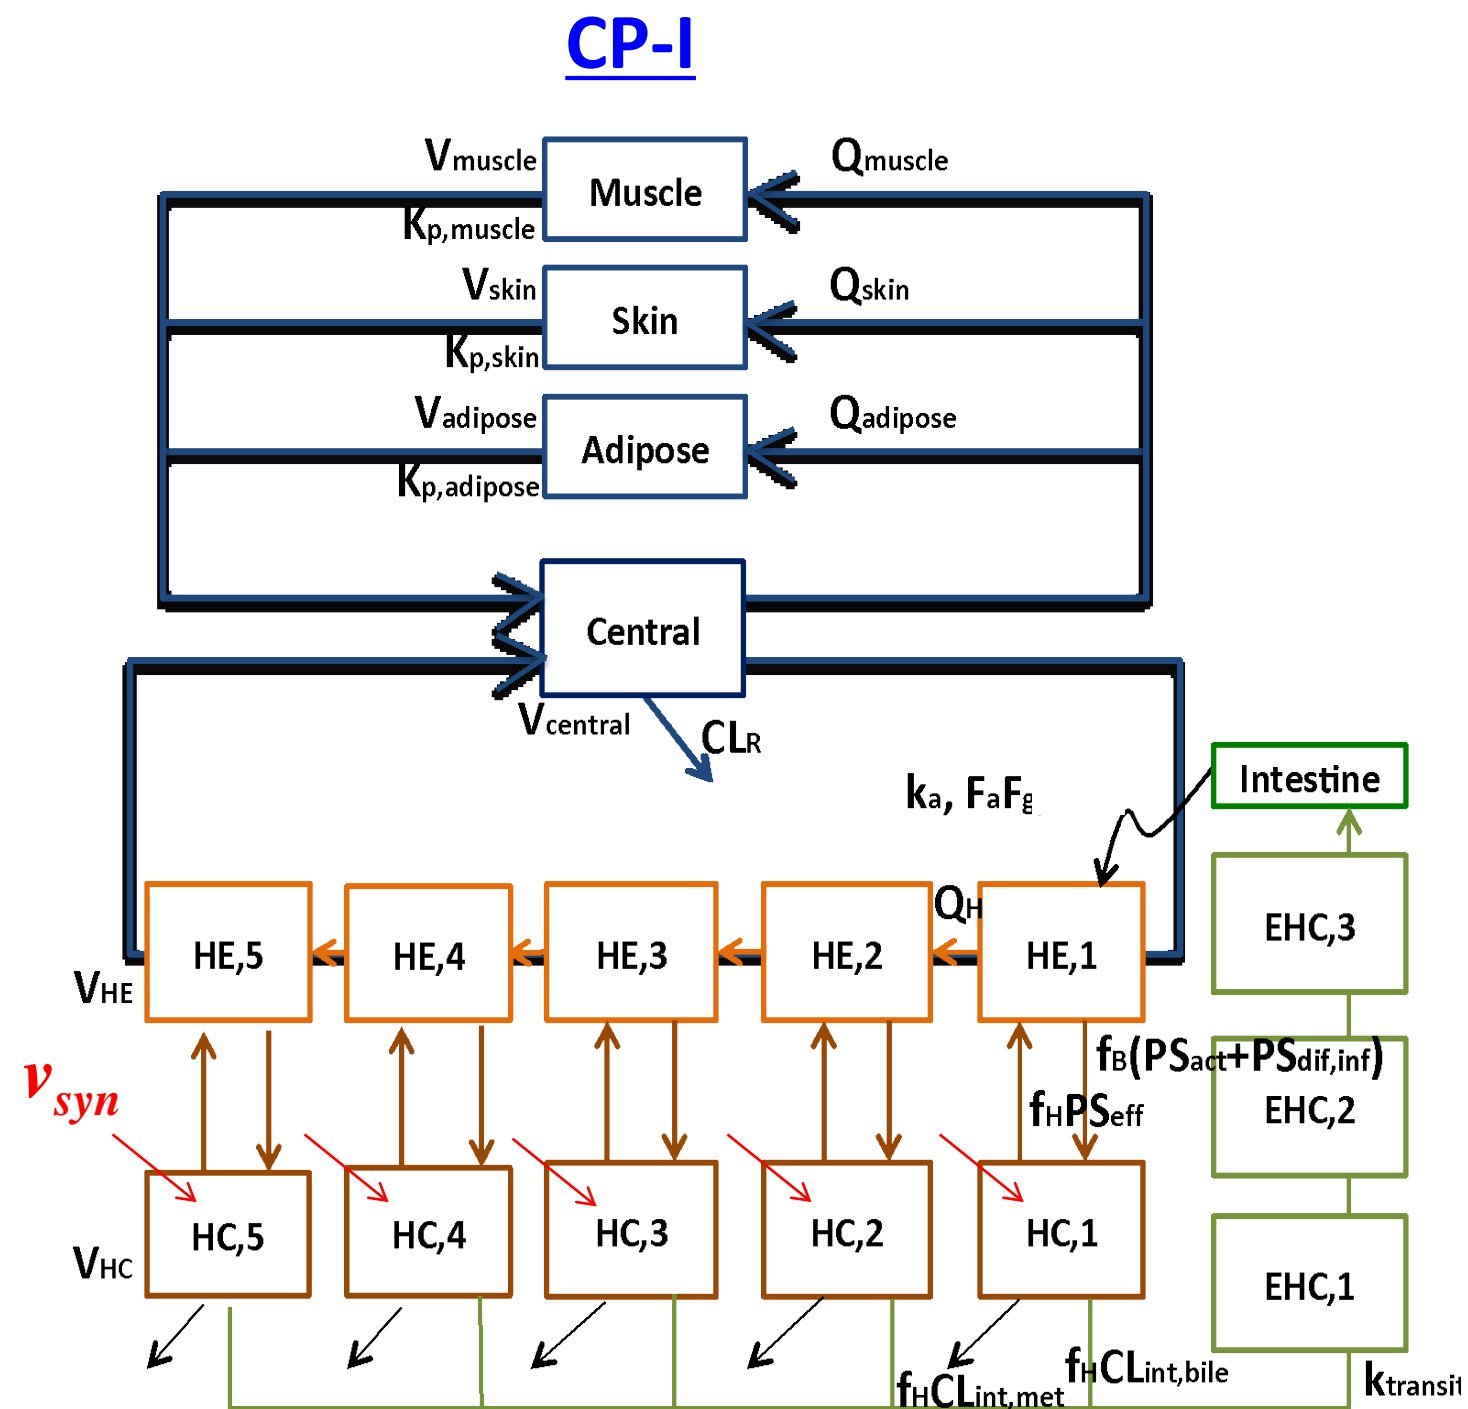 CP-I
Vmuscle
Muscle
Qmuscle
Kp,muscle
Vskin
Skin
Qskin
Kp,skin
Vadipose
Adipose
Qadipose
Kp,adipose
Central
Vcentral
CLR
Intestine
ka, FaFg
HE,5
HE,4
HE,3
HE,2
QH
HE,1
EHC,3
VHE
fB(PSact+PSdif,inf)
vsyn
fHPSeff
EHC,2
HC,5
HC,4
HC,3
HC,2
HC,1
VHC
EHC,1
fHCLint,met
fHCLint,bile
ktransit